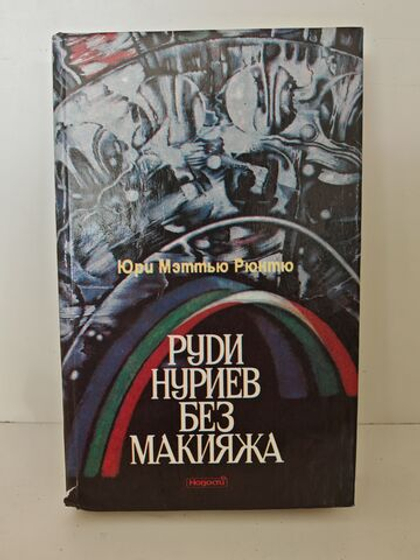 Юри Мэттью Рюнтю
РУДИ
НУРИЕВ
БЕЗ
МАКИЯЖА
Новости